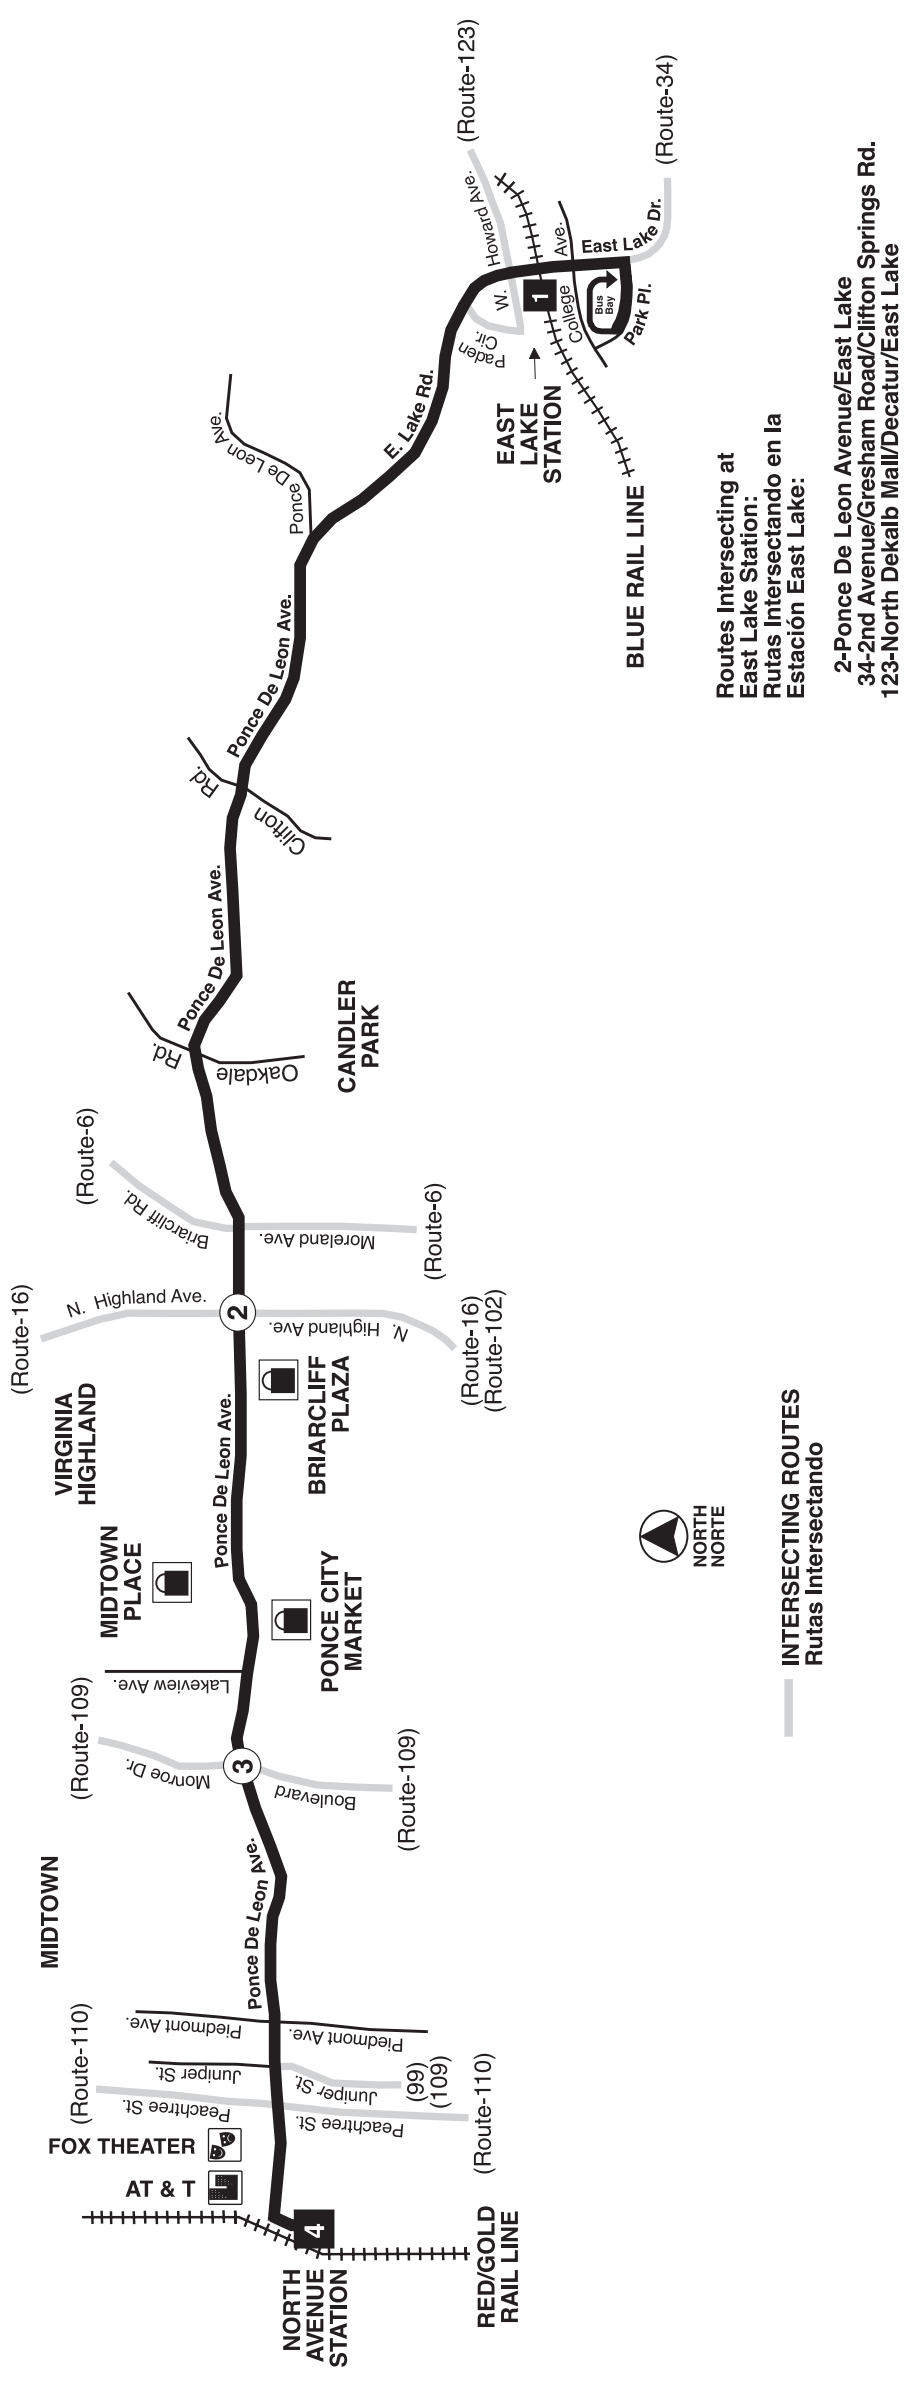 NORTH
AVENUE
STATION
4
RED/GOLD
RAIL LINE
AT & T
FOX THEATER
(Route-110)
Peachtree St.
Peachtree St.
(Route-110)
Juniper St.
Juniper St.
(99)
(109)
Piedmont Ave.
Piedmont Ave.
MIDTOWN
Ponce De Leon Ave.
(Route-109)
Monroe Dr.
3
Boulevard
(Route-109)
Lakeview Ave.
MIDTOWN
PLACE
PONCE CITY
MARKET
Ponce De Leon Ave.
VIRGINIA
HIGHLAND
BRIARCLIFF
PLAZA
(Route-16)
N. Highland Ave.
2
N. Highland Ave.
(Route-16)
(Route-102)
(Route-6)
Briarcliff Rd.
Moreland Ave.
(Route-6)
Oakdale Rd.
CANDLER
PARK
Ponce De Leon Ave.
Clifton Rd.
Ponce De Leon Ave.
Ponce De Leon Ave.
E. Lake Rd.
Paden
Cir.
W. Howard Ave.
(Route-123)
EAST
LAKE
STATION
1
College Ave.
Bus
Bay
East Lake Dr.
Park Pl.
(Route-34)
BLUE RAIL LINE
Routes Intersecting at
East Lake Station:
Rutas Intersectando en la
Estación East Lake:
2-Ponce De Leon Avenue/East Lake
34-2nd Avenue/Gresham Road/Clifton Springs Rd.
123-North Dekalb Mall/Decatur/East Lake
NORTH
NORTE
INTERSECTING ROUTES
Rutas Intersectando